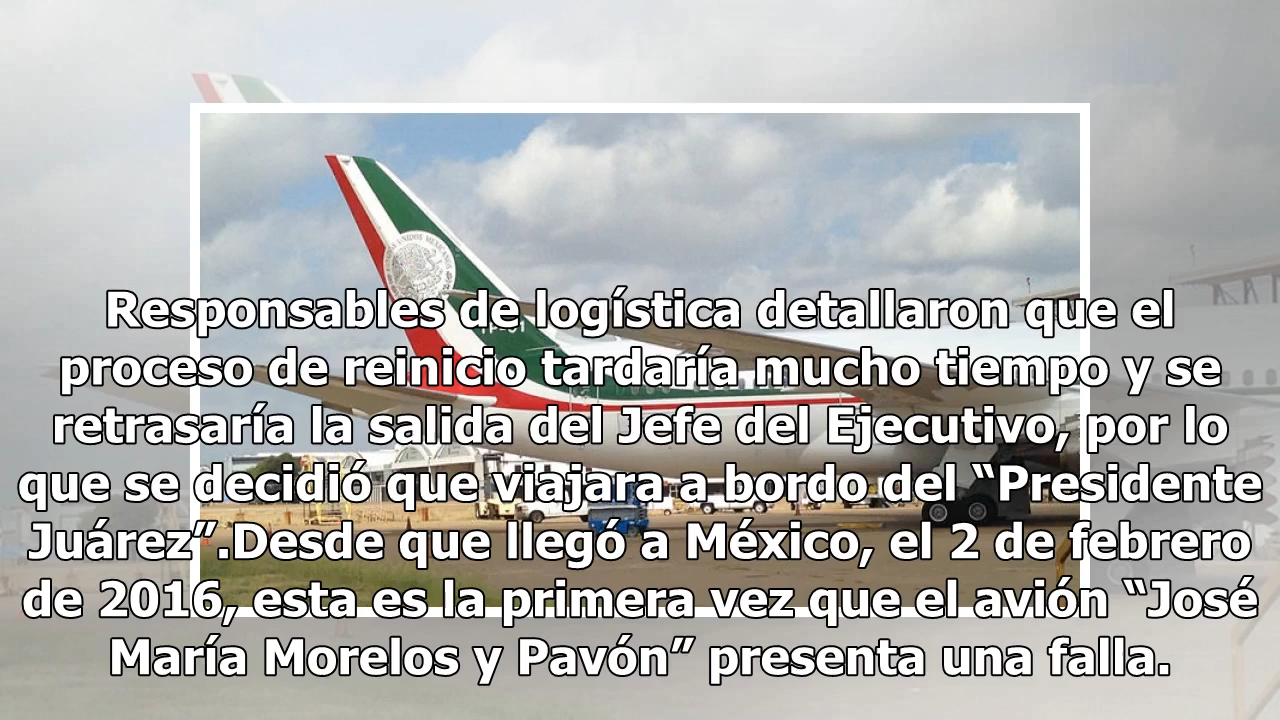 Responsables de logística detallaron que el
proceso de reinicio tardaría mucho tiempo y se
retrasaría la salida del Jefe del Ejecutivo, por lo
que se decidió que viajara a bordo del “Presidente
Juárez”.Desde que llegó a México, el 2 de febrero
de 2016, esta es la primera vez que el avión “José
María Morelos y Pavón” presenta una falla.